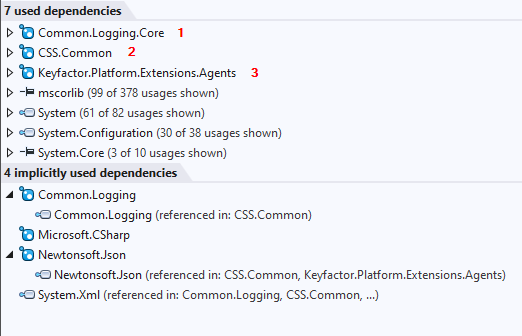 7 used dependencies
Common.Logging.Core 1
CSS.Common 2
Keyfactor.Platform.Extensions.Agents 3
mscorlib (99 of 378 usages shown)
System (61 of 82 usages shown)
System.Configuration (30 of 38 usages shown)
System.Core (3 of 10 usages shown)
4 implicitly used dependencies
Common.Logging
Common.Logging (referenced in: CSS.Common)
Microsoft.CSharp
Newtonsoft.Json
Newtonsoft.Json (referenced in: CSS.Common, Keyfactor.Platform.Extensions.Agents)
System.Xml (referenced in: Common.Logging, CSS.Common, ...)